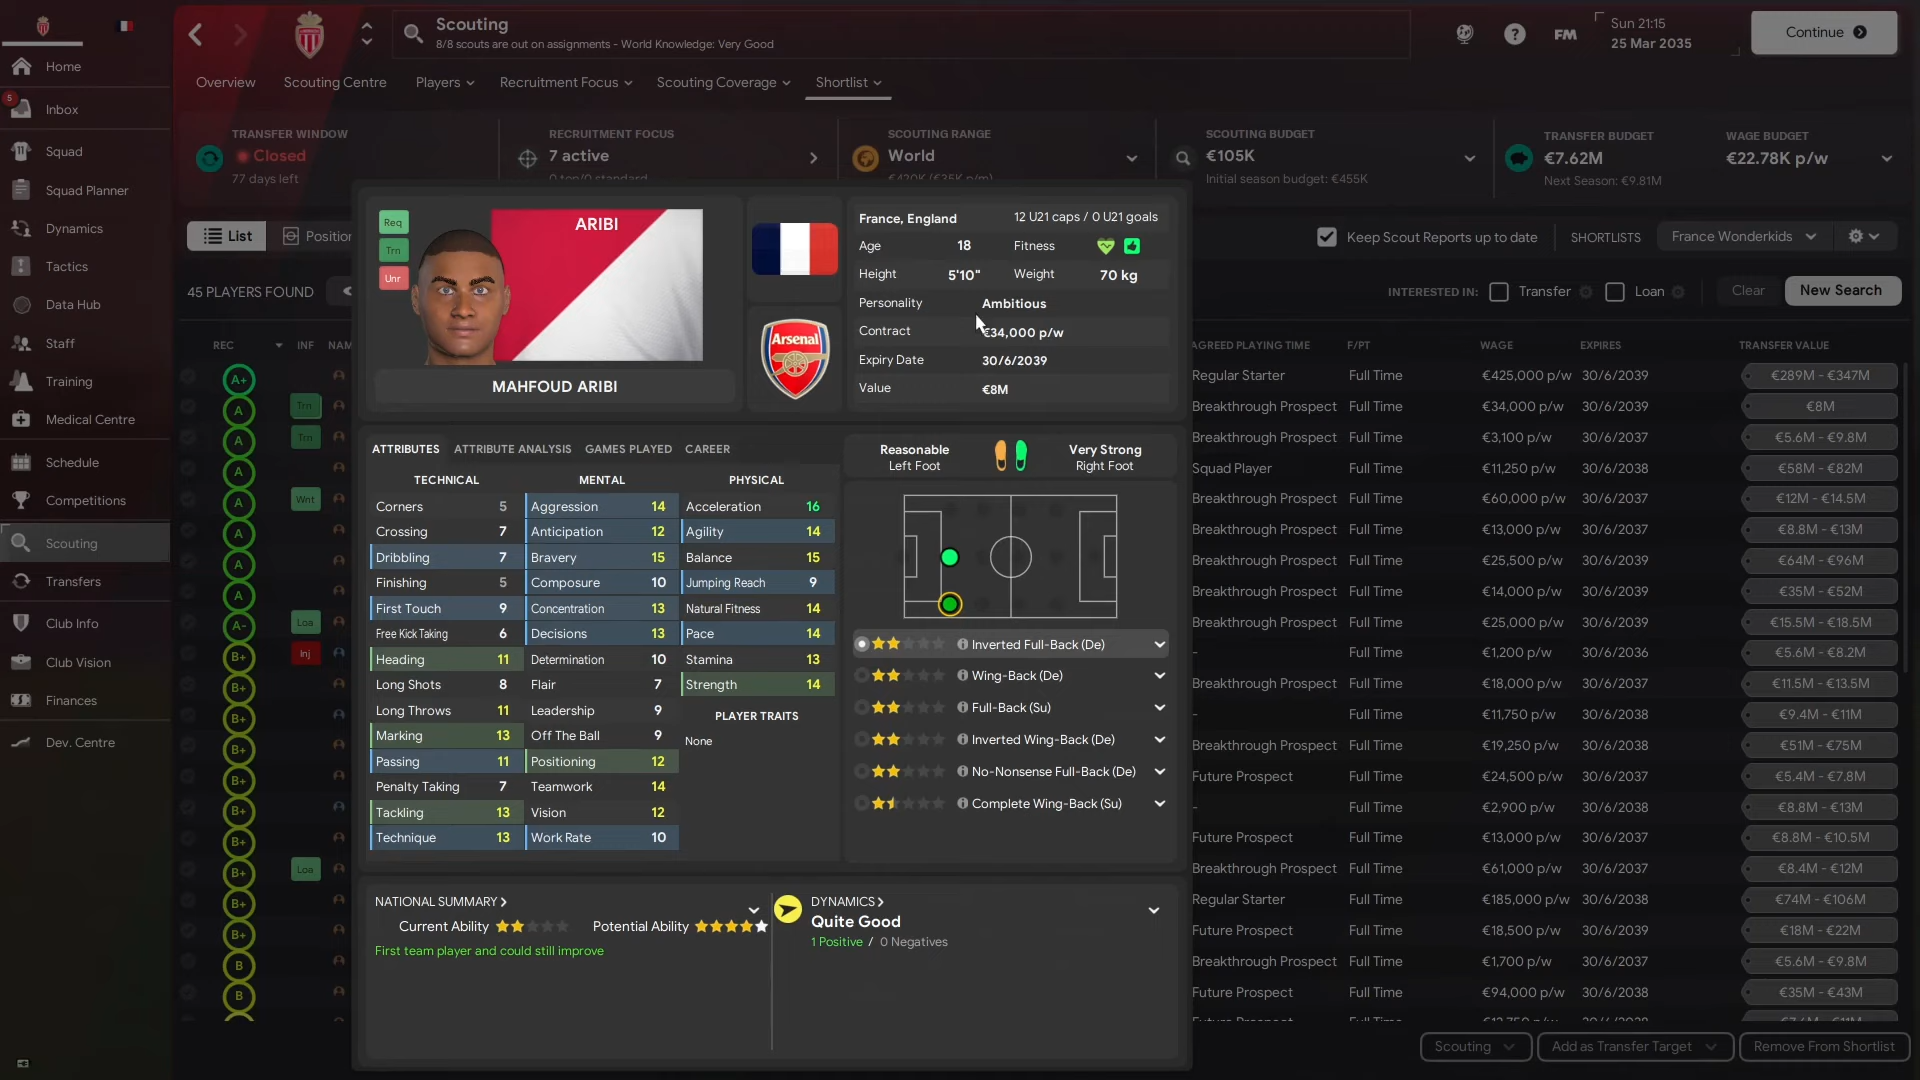 Scouting
8/8 scouts are out on assignments - World Knowledge: Very Good
FM
Sun 21:15
25 Mar 2035
Continue
Home
Overview
Scouting Centre
Players
Recruitment Focus
Scouting Coverage
Shortlist
5
Inbox
TRANSFER WINDOW
Closed
77 days left
RECRUITMENT FOCUS
7 active
SCOUTING RANGE
World
SCOUTING BUDGET
€105K
Initial season budget: €455K
TRANSFER BUDGET
€7.62M
Next Season: €9.81M
WAGE BUDGET
€22.78K p/w
Squad
Squad Planner
Dynamics
Tactics
Data Hub
Staff
Training
Medical Centre
Schedule
Competitions
Scouting
Transfers
Club Info
Club Vision
Finances
Dev. Centre
List
Position
Keep Scout Reports up to date
SHORTLISTS
France Wonderkids
45 PLAYERS FOUND
INTERESTED IN:
Transfer
Loan
Clear
New Search
REC
INF
NAM
A+
A
Trn
A
Trn
A
A
Wnt
A
A
A
A-
Loa
B+
Inj
B+
B+
B+
B+
B+
B+
B+
Loa
B+
B+
B
B
Req
Trn
Unr
ARIBI
MAHFOUD ARIBI
Arsenal
France, England
12 U21 caps / 0 U21 goals
Age 18
Fitness
Height 5'10"
Weight 70 kg
Personality Ambitious
Contract €34,000 p/w
Expiry Date 30/6/2039
Value €8M
ATTRIBUTES
ATTRIBUTE ANALYSIS
GAMES PLAYED
CAREER
TECHNICAL
Corners 5
Crossing 7
Dribbling 7
Finishing 5
First Touch 9
Free Kick Taking 6
Heading 11
Long Shots 8
Long Throws 11
Marking 13
Passing 11
Penalty Taking 7
Tackling 13
Technique 13
MENTAL
Aggression 14
Anticipation 12
Bravery 15
Composure 10
Concentration 13
Decisions 13
Determination 10
Flair 7
Leadership 9
Off The Ball 9
Positioning 12
Teamwork 14
Vision 12
Work Rate 10
PHYSICAL
Acceleration 16
Agility 14
Balance 15
Jumping Reach 9
Natural Fitness 14
Pace 14
Stamina 13
Strength 14
PLAYER TRAITS
None
Reasonable
Left Foot
Very Strong
Right Foot
Inverted Full-Back (De)
Wing-Back (De)
Full-Back (Su)
Inverted Wing-Back (De)
No-Nonsense Full-Back (De)
Complete Wing-Back (Su)
NATIONAL SUMMARY
Current Ability
Potential Ability
First team player and could still improve
DYNAMICS
Quite Good
1 Positive / 0 Negatives
AGREED PLAYING TIME F/PT WAGE EXPIRES TRANSFER VALUE
Regular Starter Full Time €425,000 p/w 30/6/2039 €289M - €347M
Breakthrough Prospect Full Time €34,000 p/w 30/6/2039 €8M
Breakthrough Prospect Full Time €3,100 p/w 30/6/2037 €5.6M - €9.8M
Squad Player Full Time €11,250 p/w 30/6/2038 €58M - €82M
Breakthrough Prospect Full Time €60,000 p/w 30/6/2037 €12M - €14.5M
Breakthrough Prospect Full Time €13,000 p/w 30/6/2037 €8.8M - €13M
Breakthrough Prospect Full Time €25,500 p/w 30/6/2039 €64M - €96M
Breakthrough Prospect Full Time €14,000 p/w 30/6/2039 €35M - €52M
Breakthrough Prospect Full Time €25,000 p/w 30/6/2039 €15.5M - €18.5M
- Full Time €1,200 p/w 30/6/2036 €5.6M - €8.2M
Breakthrough Prospect Full Time €18,000 p/w 30/6/2037 €11.5M - €13.5M
- Full Time €11,750 p/w 30/6/2038 €9.4M - €11M
Breakthrough Prospect Full Time €19,250 p/w 30/6/2038 €51M - €75M
Future Prospect Full Time €24,500 p/w 30/6/2037 €5.4M - €7.8M
- Full Time €2,900 p/w 30/6/2038 €8.8M - €13M
Future Prospect Full Time €13,000 p/w 30/6/2037 €8.8M - €10.5M
Breakthrough Prospect Full Time €61,000 p/w 30/6/2037 €8.4M - €12M
Regular Starter Full Time €185,000 p/w 30/6/2038 €74M - €106M
Future Prospect Full Time €18,500 p/w 30/6/2039 €18M - €22M
Breakthrough Prospect Full Time €1,700 p/w 30/6/2037 €5.6M - €9.8M
Future Prospect Full Time €94,000 p/w 30/6/2038 €35M - €43M
Scouting
Add as Transfer Target
Remove From Shortlist